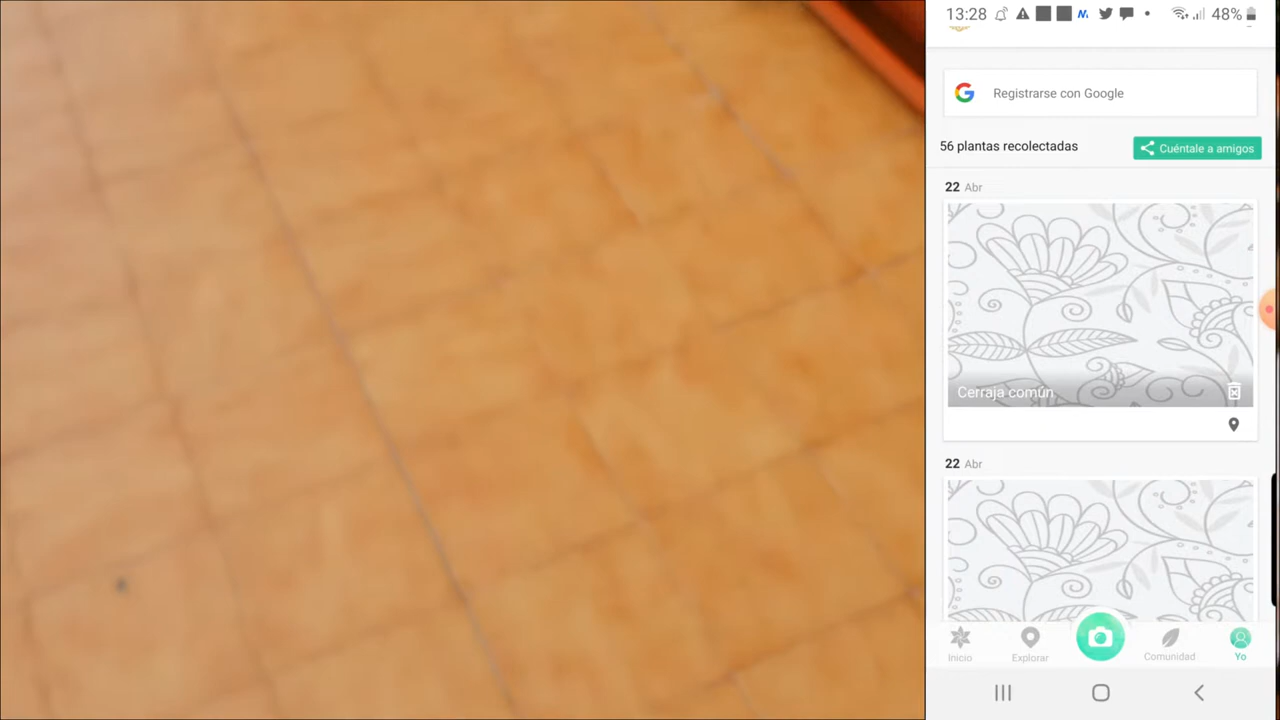 13:28
48%
Registrarse con Google
56 plantas recolectadas
Cuéntale a amigos
22 Abr
Cerraja común
22 Abr
Inicio
Explorar
Comunidad
Yo